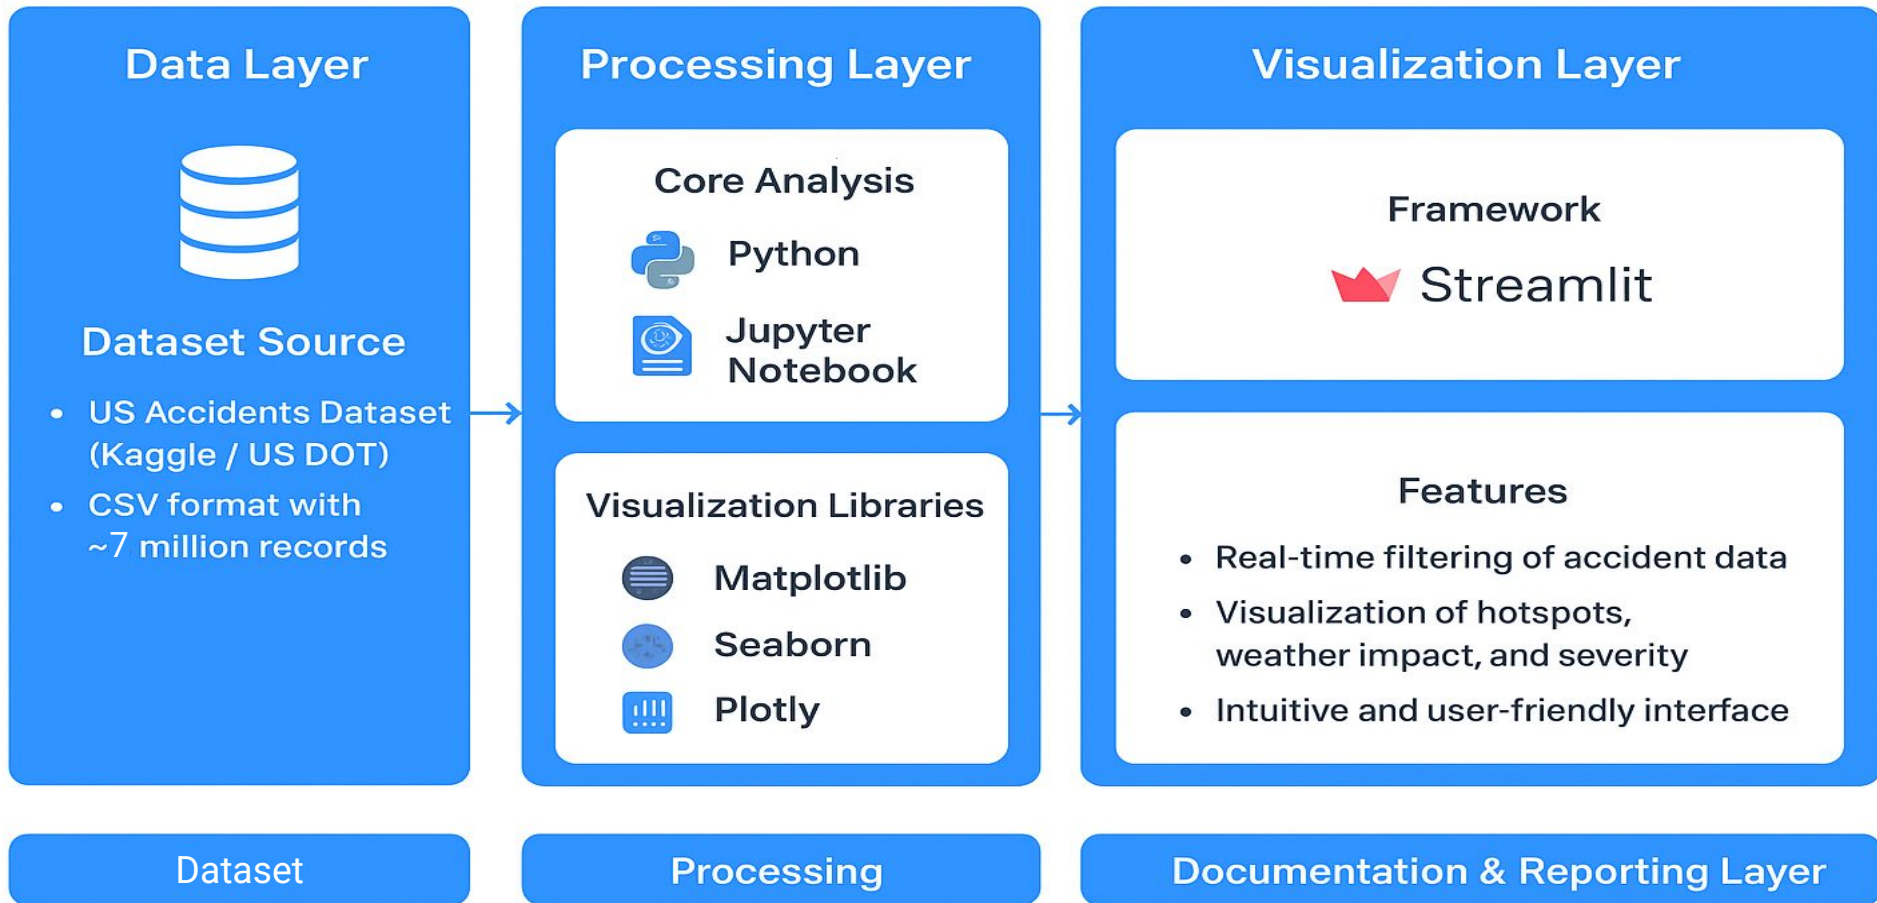 Data Layer
Dataset Source
• US Accidents Dataset
(Kaggle / US DOT)
• CSV format with
~7 million records
Processing Layer
Core Analysis
Python
Jupyter
Notebook
Visualization Libraries
Matplotlib
Seaborn
Plotly
Visualization Layer
Framework
Streamlit
Features
• Real-time filtering of accident data
• Visualization of hotspots,
weather impact, and severity
• Intuitive and user-friendly interface
Dataset
Processing
Documentation & Reporting Layer